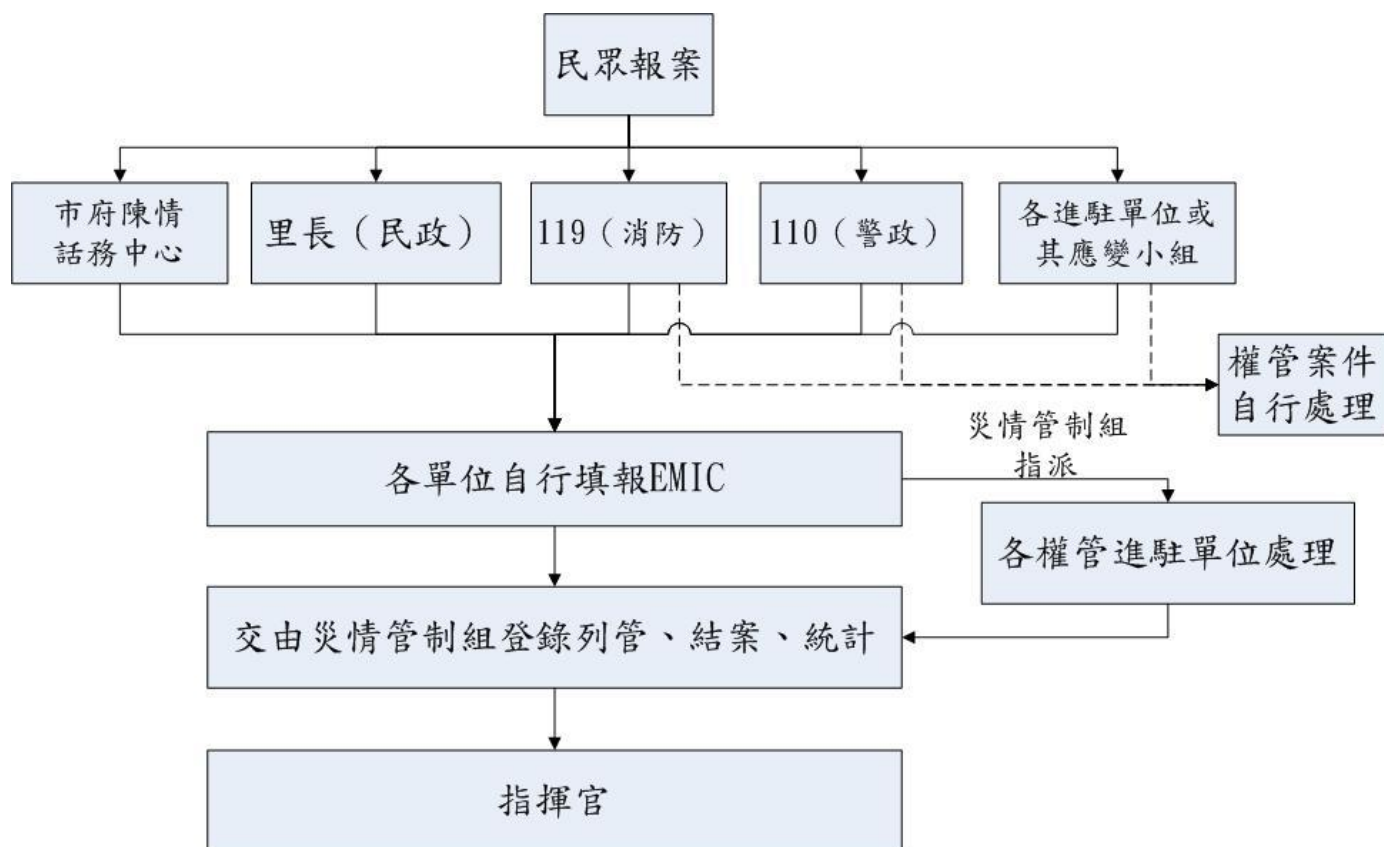 民眾報案
市府陳情
話務中心
里長（民政）
119（消防）
110（警政）
各進駐單位或
其應變小組
權管案件
自行處理
災情管制組
指派
各單位自行填報EMIC
各權管進駐單位處理
交由災情管制組登錄列管、結案、統計
指揮官